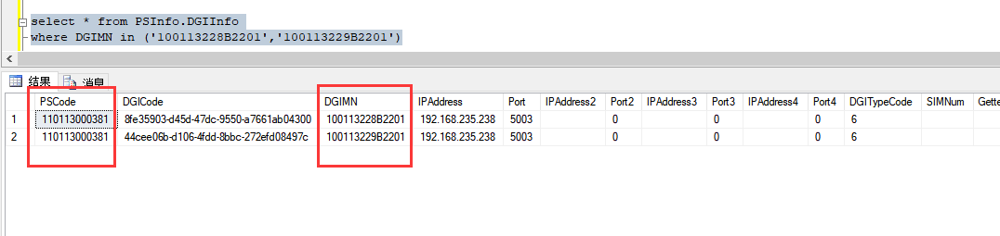 select * from PSInfo.DGIInfo
where DGIMN in ('100113228B2201','100113229B2201')
结果 消息
PSCode DGICode DGIMN IPAddress Port IPAddress2 Port2 IPAddress3 Port3 IPAddress4 Port4 DGITypeCode SIMNum Gette
1 110113000381 8fe35903-d45d-47dc-9550-a7661ab04300 100113228B2201 192.168.235.238 5003 0 0 0 6
2 110113000381 44cee06b-d106-4fdd-8bbc-272efd08497c 100113229B2201 192.168.235.238 5003 0 0 0 6